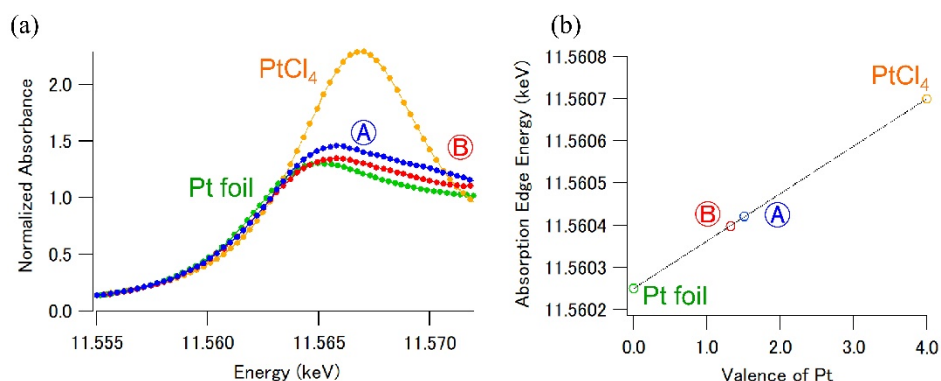 (a)
Normalized Absorbance
2.0
1.5
1.0
0.5
0.0
PtCl4
A
B
Pt foil
11.555
11.560
11.565
11.570
Energy (keV)
(b)
Absorption Edge Energy (keV)
11.5608
11.5607
11.5606
11.5605
11.5604
11.5603
11.5602
PtCl4
B
A
Pt foil
0.0
1.0
2.0
3.0
4.0
Valence of Pt